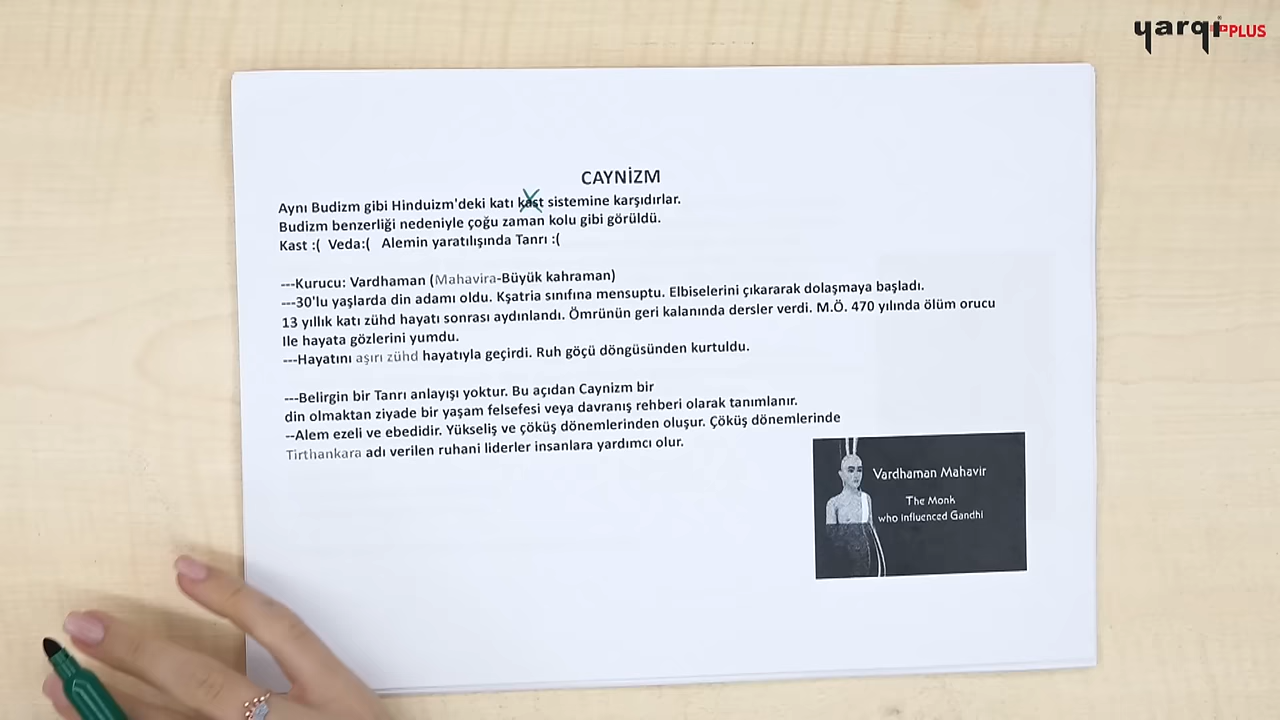 yarqı PLUS
CAYNİZM
Aynı Budizm gibi Hinduizm'deki katı kast sistemine karşıdırlar.
Budizm benzerliği nedeniyle çoğu zaman kolu gibi görüldü.
Kast :(  Veda:(  Alemin yaratılışında Tanrı :(
---Kurucu: Vardhaman (Mahavira-Büyük kahraman)
---30'lu yaşlarda din adamı oldu. Kşatria sınıfına mensuptu. Elbiselerini çıkararak dolaşmaya başladı.
13 yıllık katı zühd hayatı sonrası aydınlandı. Ömrünün geri kalanında dersler verdi. M.Ö. 470 yılında ölüm orucu
Ile hayata gözlerini yumdu.
---Hayatını aşırı zühd hayatıyla geçirdi. Ruh göçü döngüsünden kurtuldu.
---Belirgin bir Tanrı anlayışı yoktur. Bu açıdan Caynizm bir
din olmaktan ziyade bir yaşam felsefesi veya davranış rehberi olarak tanımlanır.
--Alem ezeli ve ebedidir. Yükseliş ve çöküş dönemlerinden oluşur. Çöküş dönemlerinde
Tirthankara adı verilen ruhani liderler insanlara yardımcı olur.
Vardhaman Mahavir
The Monk
who influenced Gandhi